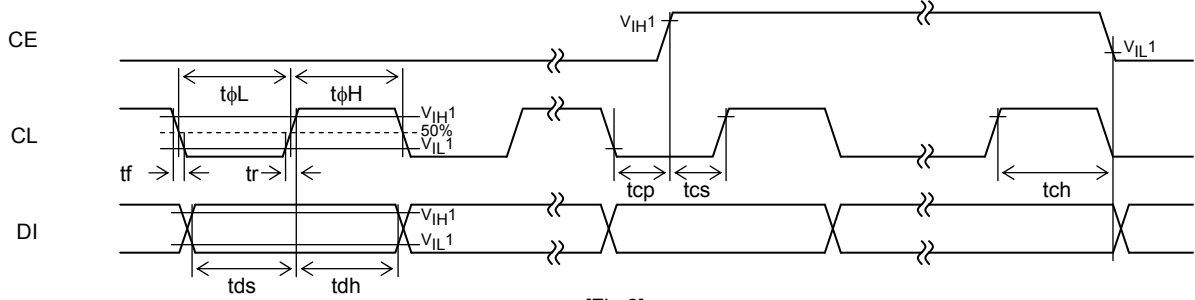 CE
VIH1
VIL1
tϕL
tϕH
CL
VIH1
50%
VIL1
tf
tr
tcp
tcs
tch
DI
VIH1
VIL1
tds
tdh